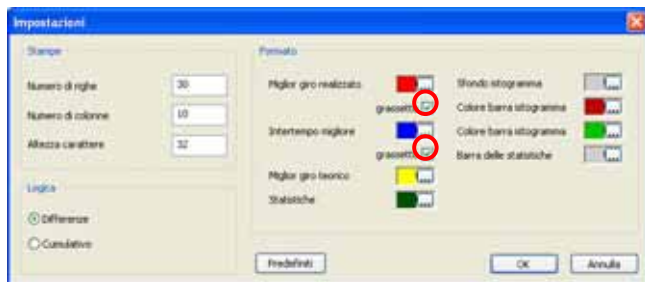 Impostazioni
Stampe
Numero di righe 30
Numero di colonne 10
Altezza carattere 32
Logica
Differenze
Cumulativo
Formato
Miglior giro realizzato ...
grassetto
Intertempo migliore ...
grassetto
Miglior giro teorico ...
Statistiche ...
Sfondo istogramma ...
Colore barra istogramma ...
Colore barra istogramma ...
Barra delle statistiche ...
Predefiniti
OK
Annulla